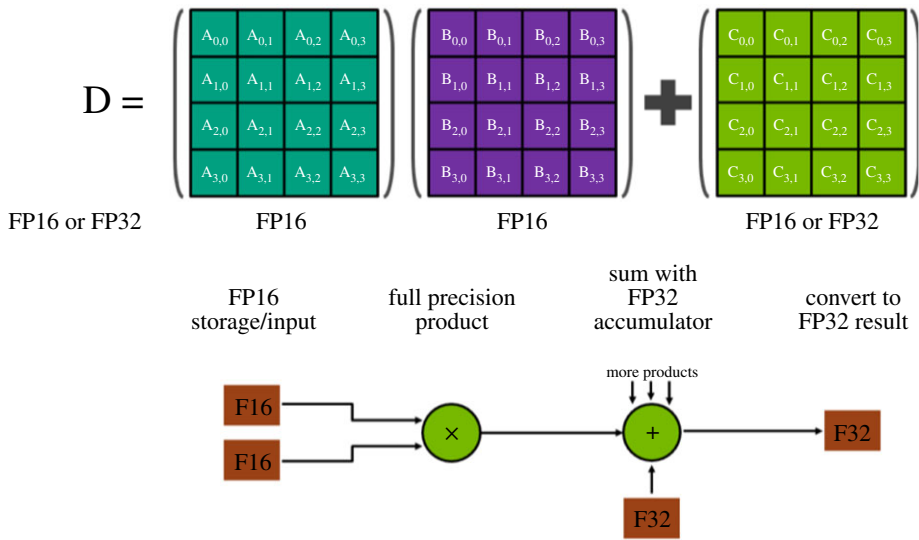 A0,0 A0,1 A0,2 A0,3 B0,0 B0,1 B0,2 B0,3 C0,0 C0,1 C0,2 C0,3
A1,0 A1,1 A1,2 A1,3 B1,0 B1,1 B1,2 B1,3 C1,0 C1,1 C1,2 C1,3
D =
A2,0 A2,1 A2,2 A2,3 B2,0 B2,1 B2,2 B2,3 C2,0 C2,1 C2,2 C2,3
A3,0 A3,1 A3,2 A3,3 B3,0 B3,1 B3,2 B3,3 C3,0 C3,1 C3,2 C3,3
FP16 or FP32 FP16 FP16 FP16 or FP32
FP16
storage/input
full precision
product
sum with
FP32
accumulator
convert to
FP32 result
more products
F16
F16
×
+
F32
F32